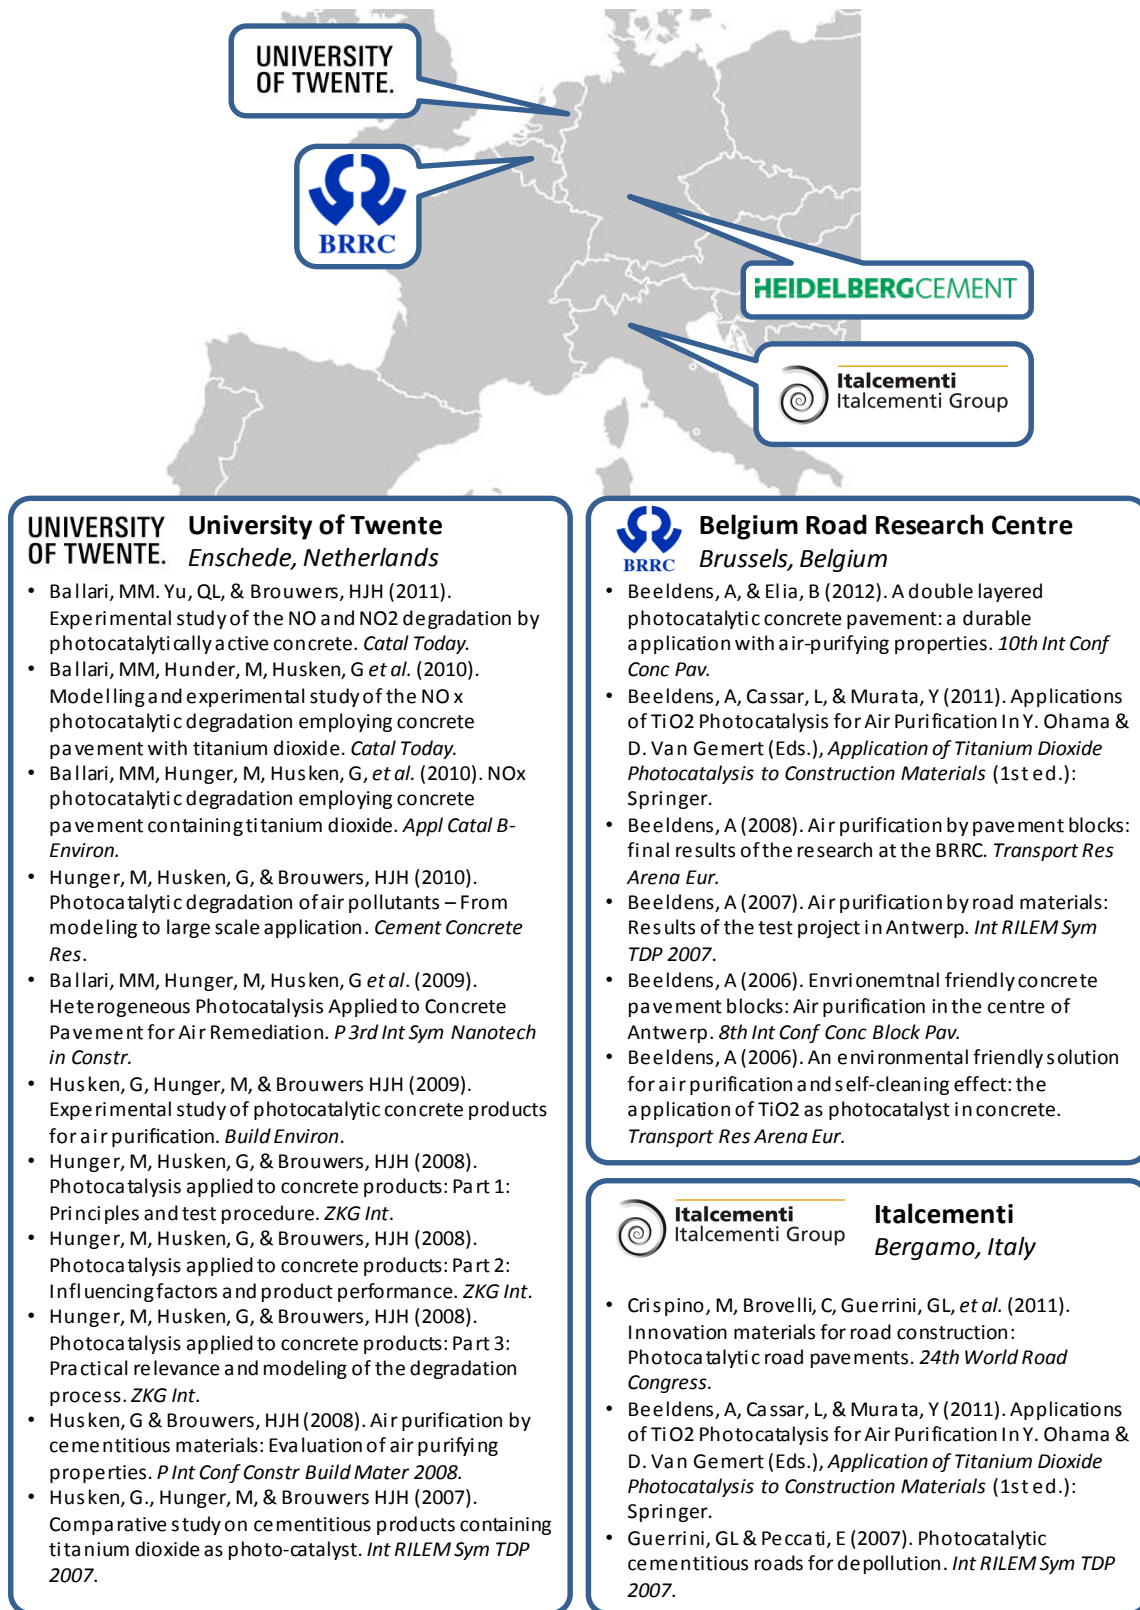 UNIVERSITY
OF TWENTE.
BRRC
HEIDELBERGCEMENT
Italcementi
Italcementi Group
UNIVERSITY
OF TWENTE.
University of Twente
Enschede, Netherlands
• Ballari, MM. Yu, QL, & Brouwers, HJH (2011).
Experimental study of the NO and NO2 degradation by
photocatalytically active concrete. Catal Today.
• Ballari, MM, Hunder, M, Husken, G et al. (2010).
Modelling and experimental study of the NO x
photocatalytic degradation employing concrete
pavement with titanium dioxide. Catal Today.
• Ballari, MM, Hunger, M, Husken, G, et al. (2010). NOx
photocatalytic degradation employing concrete
pavement containing titanium dioxide. Appl Catal B-
Environ.
• Hunger, M, Husken, G, & Brouwers, HJH (2010).
Photocatalytic degradation of air pollutants – From
modeling to large scale application. Cement Concrete
Res.
• Ballari, MM, Hunger, M, Husken, G et al. (2009).
Heterogeneous Photocatalysis Applied to Concrete
Pavement for Air Remediation. P 3rd Int Sym Nanotech
in Constr.
• Husken, G, Hunger, M, & Brouwers HJH (2009).
Experimental study of photocatalytic concrete products
for air purification. Build Environ.
• Hunger, M, Husken, G, & Brouwers, HJH (2008).
Photocatalysis applied to concrete products: Part 1:
Principles and test procedure. ZKG Int.
• Hunger, M, Husken, G, & Brouwers, HJH (2008).
Photocatalysis applied to concrete products: Part 2:
Influencing factors and product performance. ZKG Int.
• Hunger, M, Husken, G, & Brouwers, HJH (2008).
Photocatalysis applied to concrete products: Part 3:
Practical relevance and modeling of the degradation
process. ZKG Int.
• Husken, G & Brouwers, HJH (2008). Air purification by
cementitious materials: Evaluation of air purifying
properties. P Int Conf Constr Build Mater 2008.
• Husken, G., Hunger, M, & Brouwers HJH (2007).
Comparative study on cementitious products containing
titanium dioxide as photo-catalyst. Int RILEM Sym TDP
2007.
BRRC
Belgium Road Research Centre
Brussels, Belgium
• Beeldens, A, & Elia, B (2012). A double layered
photocatalytic concrete pavement: a durable
application with air-purifying properties. 10th Int Conf
Conc Pav.
• Beeldens, A, Cassar, L, & Murata, Y (2011). Applications
of TiO2 Photocatalysis for Air Purification In Y. Ohama &
D. Van Gemert (Eds.), Application of Titanium Dioxide
Photocatalysis to Construction Materials (1st ed.):
Springer.
• Beeldens, A (2008). Air purification by pavement blocks:
final results of the research at the BRRC. Transport Res
Arena Eur.
• Beeldens, A (2007). Air purification by road materials:
Results of the test project in Antwerp. Int RILEM Sym
TDP 2007.
• Beeldens, A (2006). Envrionemtnal friendly concrete
pavement blocks: Air purification in the centre of
Antwerp. 8th Int Conf Conc Block Pav.
• Beeldens, A (2006). An environmental friendly solution
for air purification and self-cleaning effect: the
application of TiO2 as photocatalyst in concrete.
Transport Res Arena Eur.
Italcementi
Italcementi Group
Italcementi
Bergamo, Italy
• Crispino, M, Brovelli, C, Guerrini, GL, et al. (2011).
Innovation materials for road construction:
Photocatalytic road pavements. 24th World Road
Congress.
• Beeldens, A, Cassar, L, & Murata, Y (2011). Applications
of TiO2 Photocatalysis for Air Purification In Y. Ohama &
D. Van Gemert (Eds.), Application of Titanium Dioxide
Photocatalysis to Construction Materials (1st ed.):
Springer.
• Guerrini, GL & Peccati, E (2007). Photocatalytic
cementitious roads for depollution. Int RILEM Sym TDP
2007.